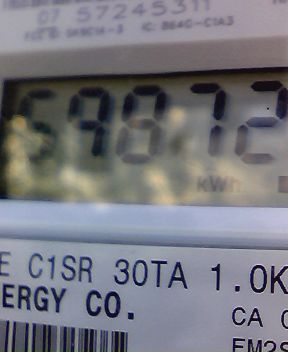 07 57245311
59872
kWh
E C1SR 30TA 1.0K
ERGY CO.
CA